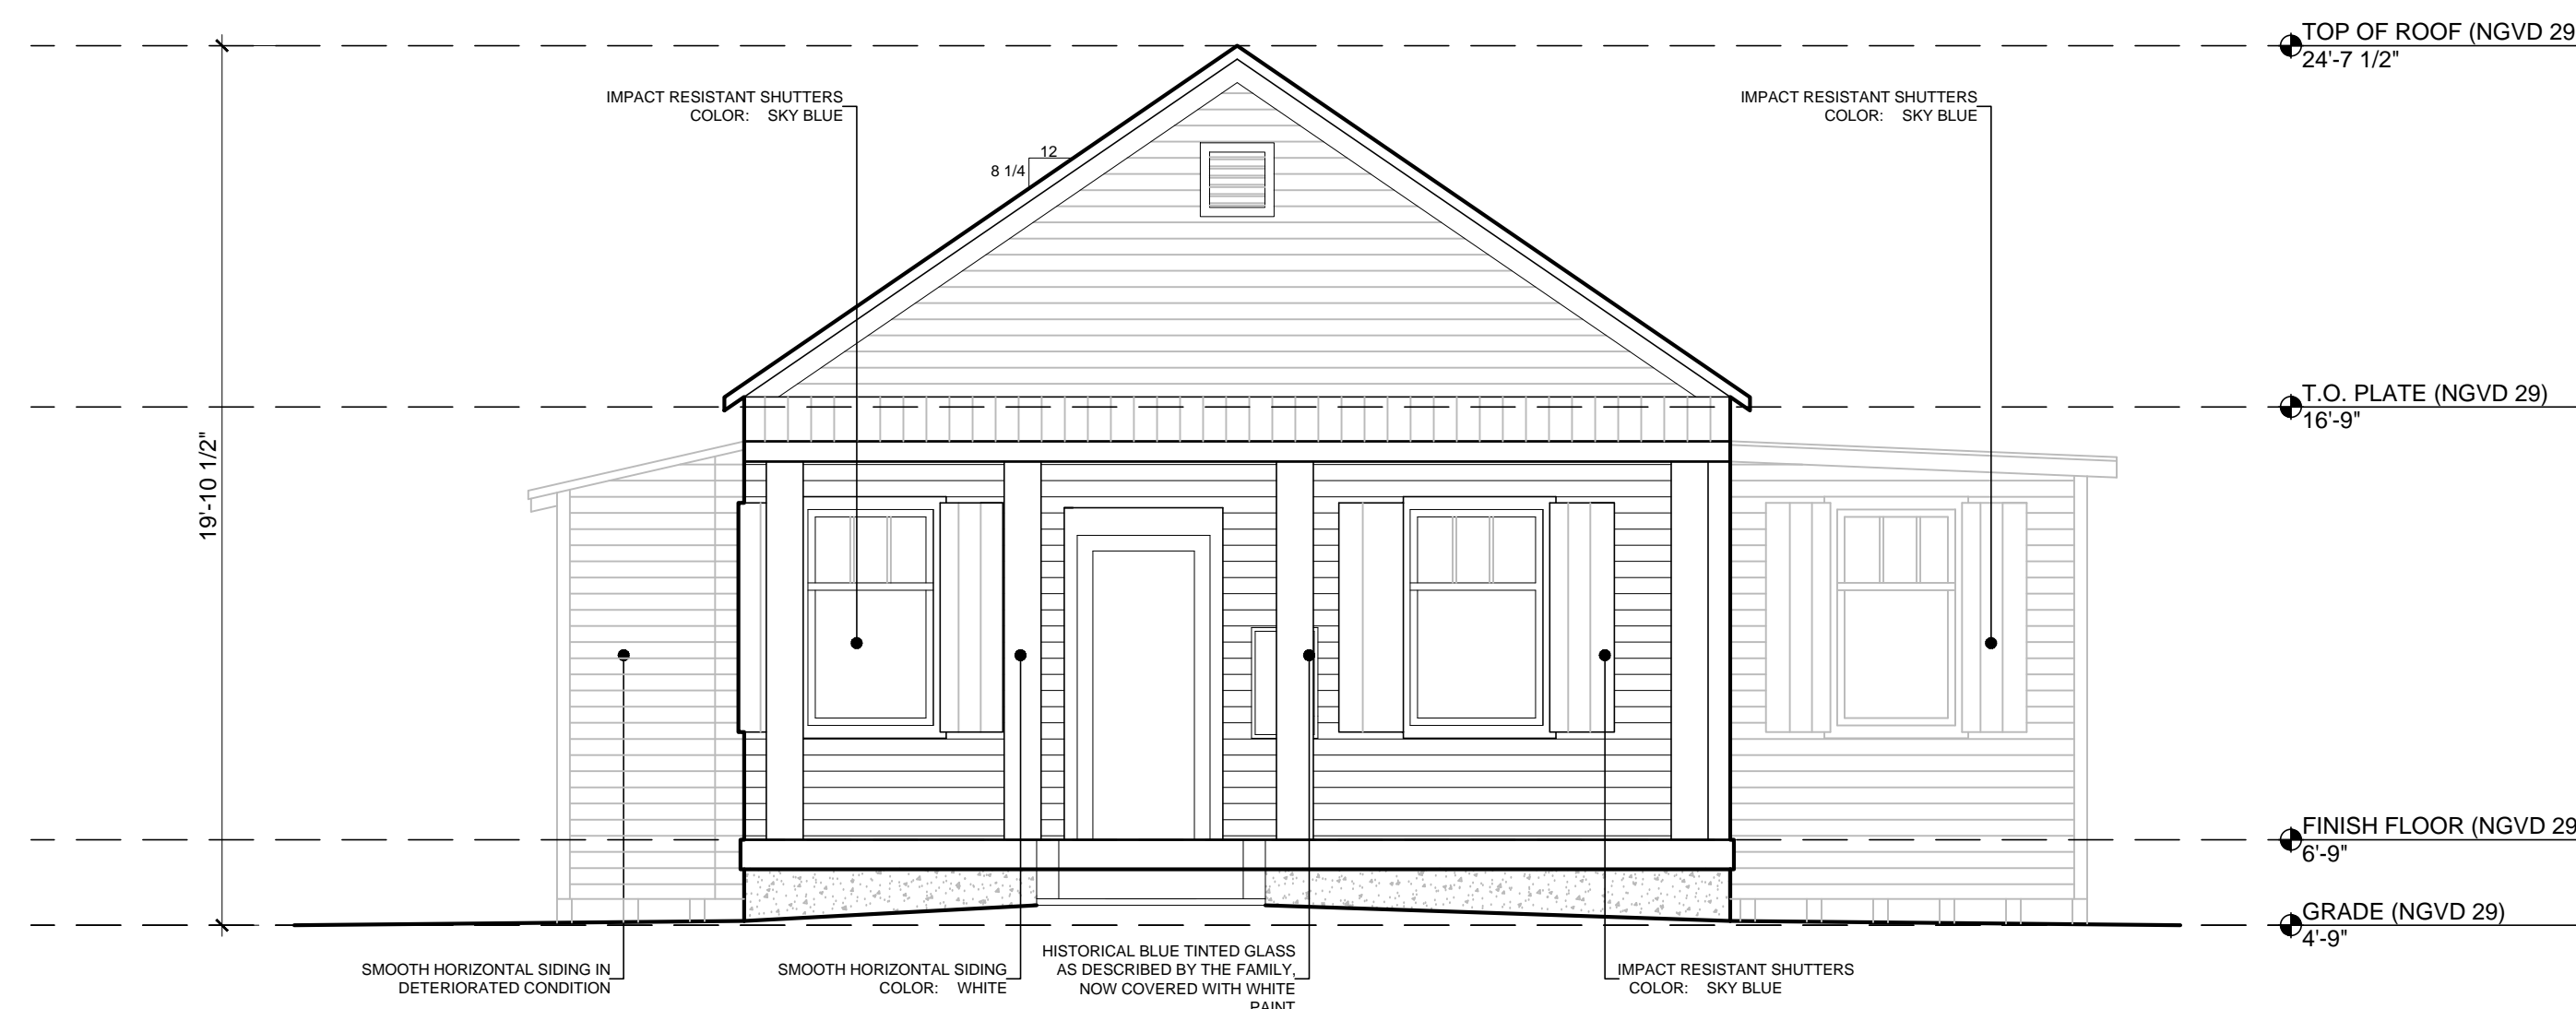 TOP OF ROOF (NGVD 29
24'-7 1/2"
IMPACT RESISTANT SHUTTERS
COLOR: SKY BLUE
IMPACT RESISTANT SHUTTERS
COLOR: SKY BLUE
12
8 1/4
T.O. PLATE (NGVD 29)
16'-9"
19'-10 1/2"
FINISH FLOOR (NGVD 29
6'-9"
GRADE (NGVD 29)
4'-9"
SMOOTH HORIZONTAL SIDING IN
DETERIORATED CONDITION
SMOOTH HORIZONTAL SIDING
COLOR: WHITE
HISTORICAL BLUE TINTED GLASS
AS DESCRIBED BY THE FAMILY,
NOW COVERED WITH WHITE
PAINT
IMPACT RESISTANT SHUTTERS
COLOR: SKY BLUE